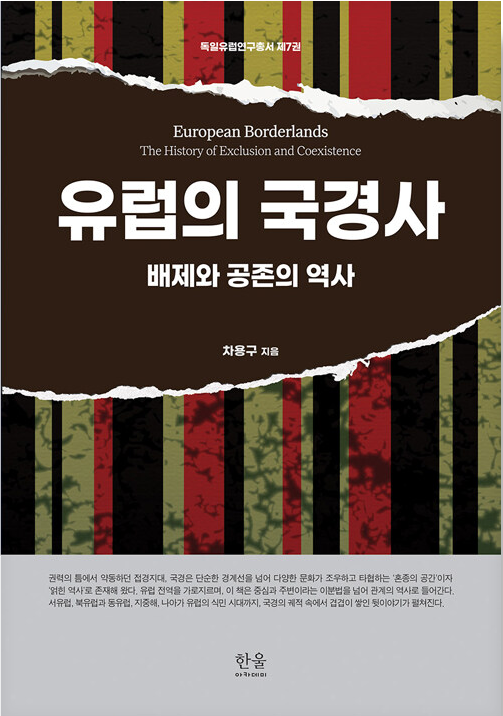 독일유럽연구총서 제7권
European Borderlands
The History of Exclusion and Coexistence
유럽의 국경사
배제와 공존의 역사
차용구 지음
권력의 틈에서 약동하던 접경지대, 국경은 단순한 경계선을 넘어 다양한 문화가 조우하고 타협하는 '혼종의 공간'이자
'얽힌 역사'로 존재해 왔다. 유럽 전역을 가로지르며, 이 책은 중심과 주변이라는 이분법을 넘어 관계의 역사로 들어간다.
서유럽, 북유럽과 동유럽, 지중해, 나아가 유럽의 식민 시대까지, 국경의 궤적 속에서 겹겹이 쌓인 뒷이야기가 펼쳐진다.
한울
아카데미